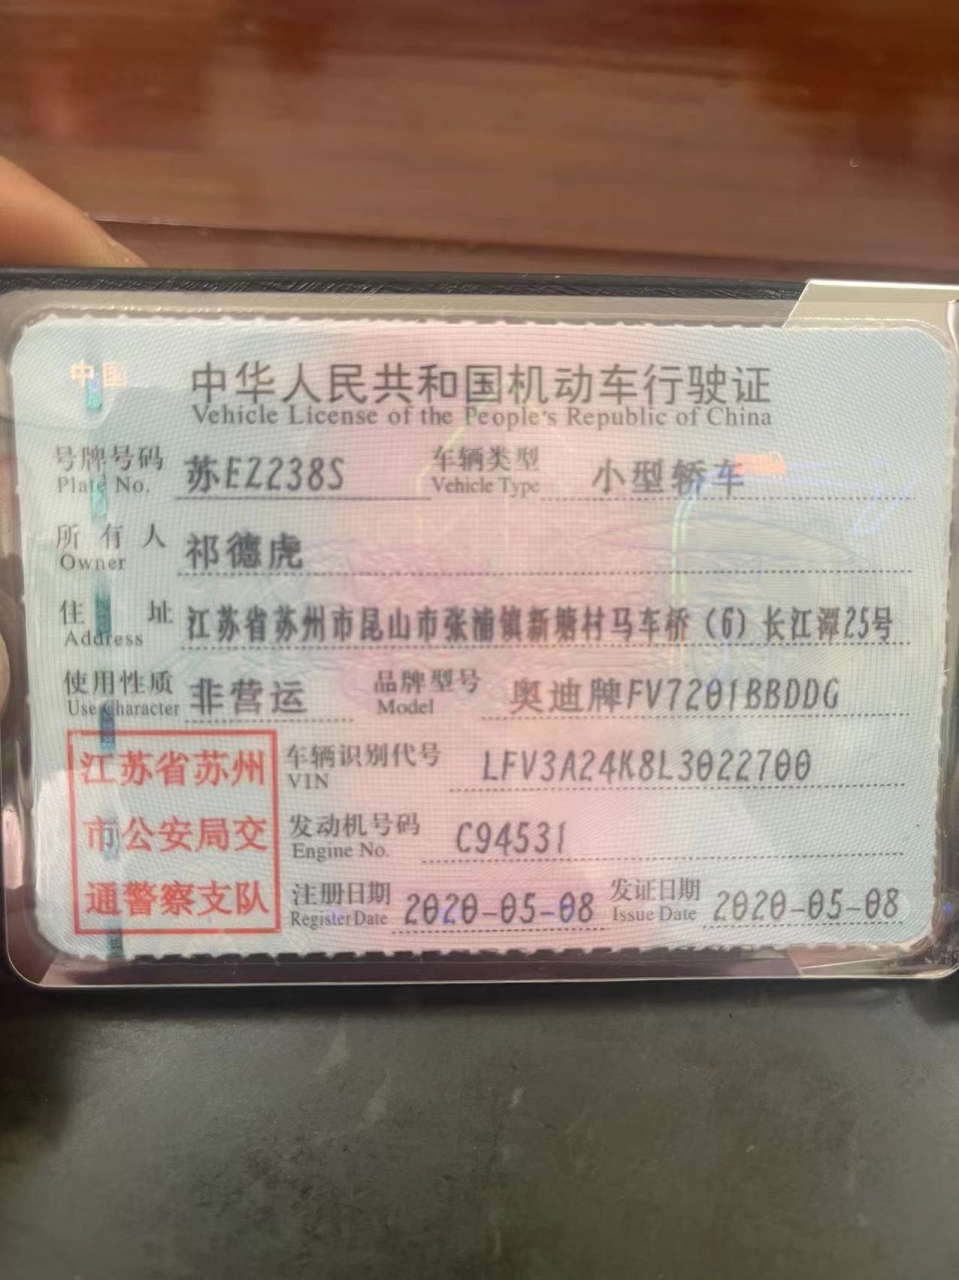 中国
中华人民共和国机动车行驶证
Vehicle License of the People's Republic of China
号牌号码 苏EZ238S 车辆类型 小型轿车
Plate No. Vehicle Type
所有人 祁德虎
Owner
住址 江苏省苏州市昆山市张浦镇新塘村马车桥（6）长江潭25号
Address
使用性质 非营运 品牌型号 奥迪牌FV7201BBDDG
Use Character Model
江苏省苏州
市公安局交
通警察支队
车辆识别代号 LFV3A24K8L3022700
VIN
发动机号码 C94531
Engine No.
注册日期 2020-05-08 发证日期 2020-05-08
Register Date Issue Date